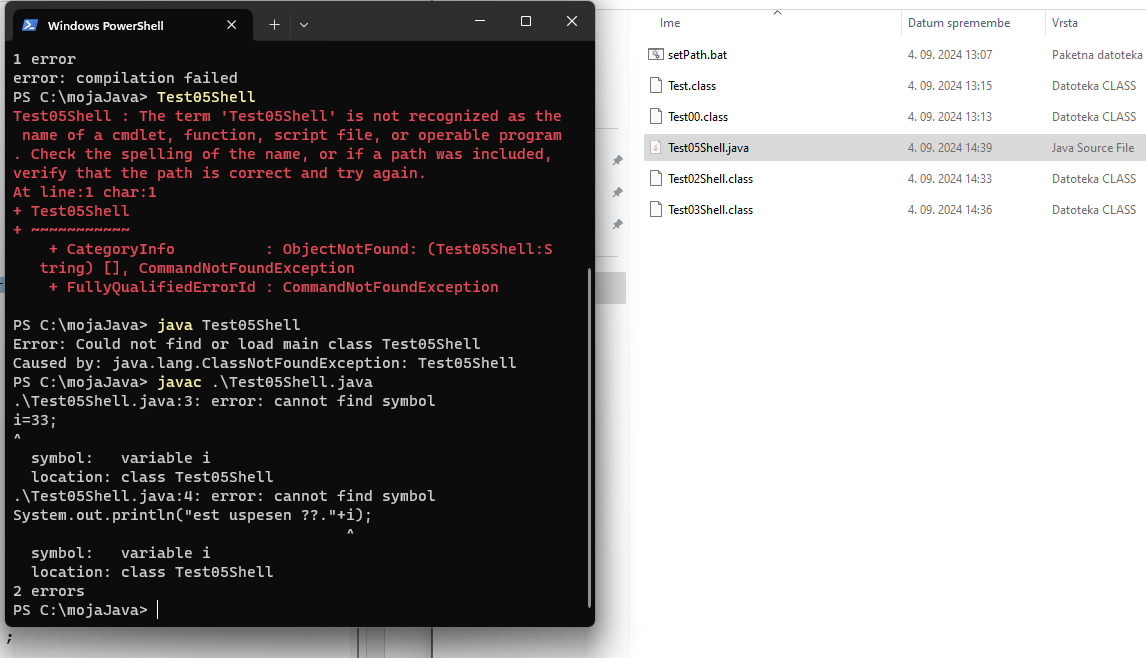 Windows PowerShell
1 error
error: compilation failed
PS C:\mojaJava> Test05Shell
Test05Shell : The term 'Test05Shell' is not recognized as the
 name of a cmdlet, function, script file, or operable program
. Check the spelling of the name, or if a path was included,
verify that the path is correct and try again.
At line:1 char:1
+ Test05Shell
+ ~~~~~~~~~~~
    + CategoryInfo          : ObjectNotFound: (Test05Shell:S
   tring) [], CommandNotFoundException
    + FullyQualifiedErrorId : CommandNotFoundException
PS C:\mojaJava> java Test05Shell
Error: Could not find or load main class Test05Shell
Caused by: java.lang.ClassNotFoundException: Test05Shell
PS C:\mojaJava> javac .\Test05Shell.java
.\Test05Shell.java:3: error: cannot find symbol
i=33;
^
  symbol:   variable i
  location: class Test05Shell
.\Test05Shell.java:4: error: cannot find symbol
System.out.println("est uspesen ??."+i);
                                     ^
  symbol:   variable i
  location: class Test05Shell
2 errors
PS C:\mojaJava>
;
Ime Datum spremembe Vrsta
setPath.bat 4. 09. 2024 13:07 Paketna datoteka
Test.class 4. 09. 2024 13:15 Datoteka CLASS
Test00.class 4. 09. 2024 13:13 Datoteka CLASS
Test05Shell.java 4. 09. 2024 14:39 Java Source File
Test02Shell.class 4. 09. 2024 14:33 Datoteka CLASS
Test03Shell.class 4. 09. 2024 14:36 Datoteka CLASS